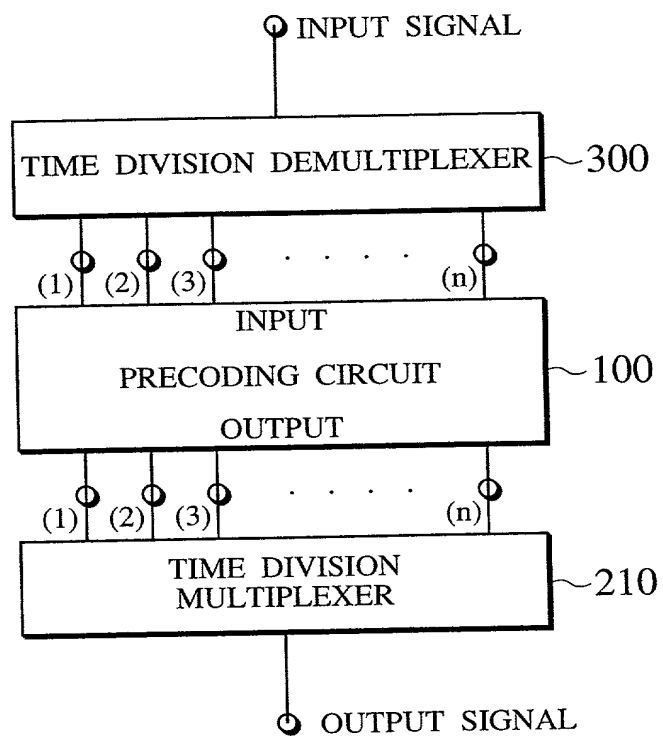 INPUT SIGNAL
TIME DIVISION DEMULTIPLEXER
300
(1) (2) (3) . . . . (n)
INPUT
PRECODING CIRCUIT
100
OUTPUT
(1) (2) (3) . . . . (n)
TIME DIVISION
MULTIPLEXER
210
OUTPUT SIGNAL